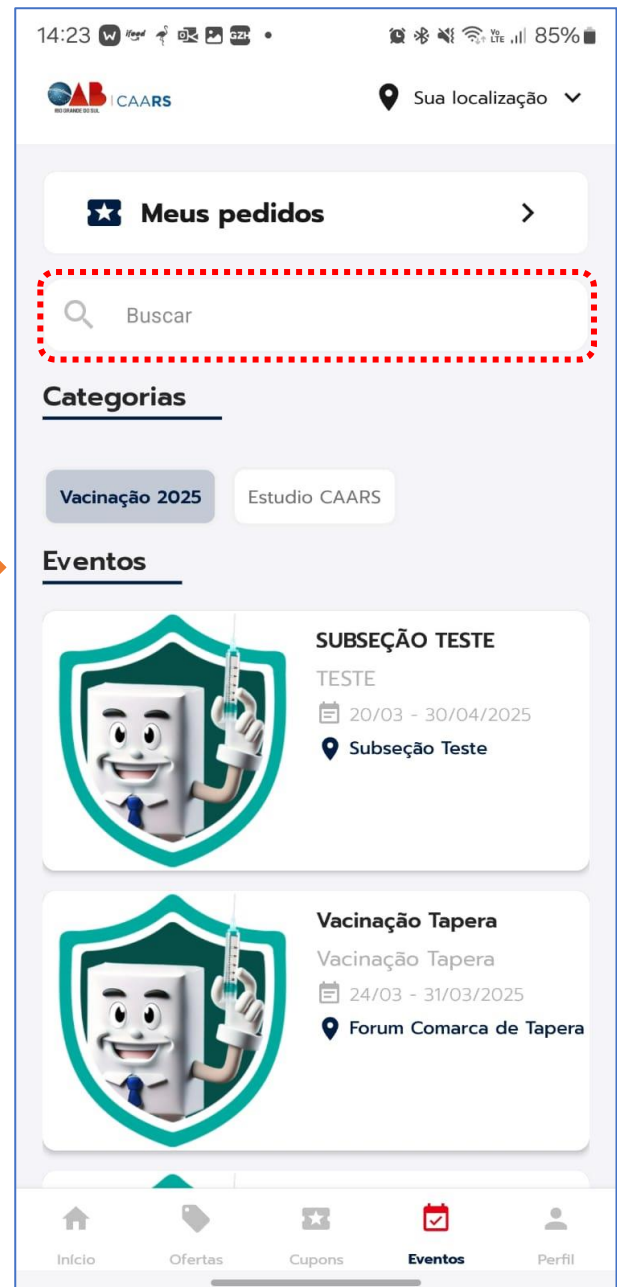 14:23 W ifood GZH 85%
OAB CAARS
RIO GRANDE DO SUL
Sua localização
Meus pedidos
Buscar
Categorias
Vacinação 2025 Estudio CAARS
Eventos
SUBSEÇÃO TESTE
TESTE
20/03 - 30/04/2025
Subseção Teste
Vacinação Tapera
Vacinação Tapera
24/03 - 31/03/2025
Forum Comarca de Tapera
Início Ofertas Cupons Eventos Perfil